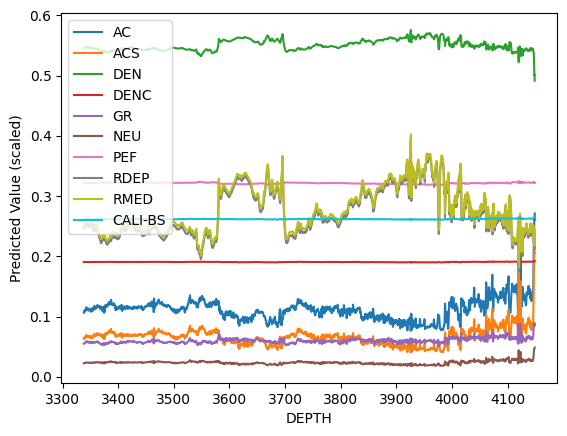 0.6
0.5
0.4
0.3
0.2
0.1
0.0
Predicted Value (scaled)
AC
ACS
DEN
DENC
GR
NEU
PEF
RDEP
RMED
CALI-BS
3300 3400 3500 3600 3700 3800 3900 4000 4100
DEPTH